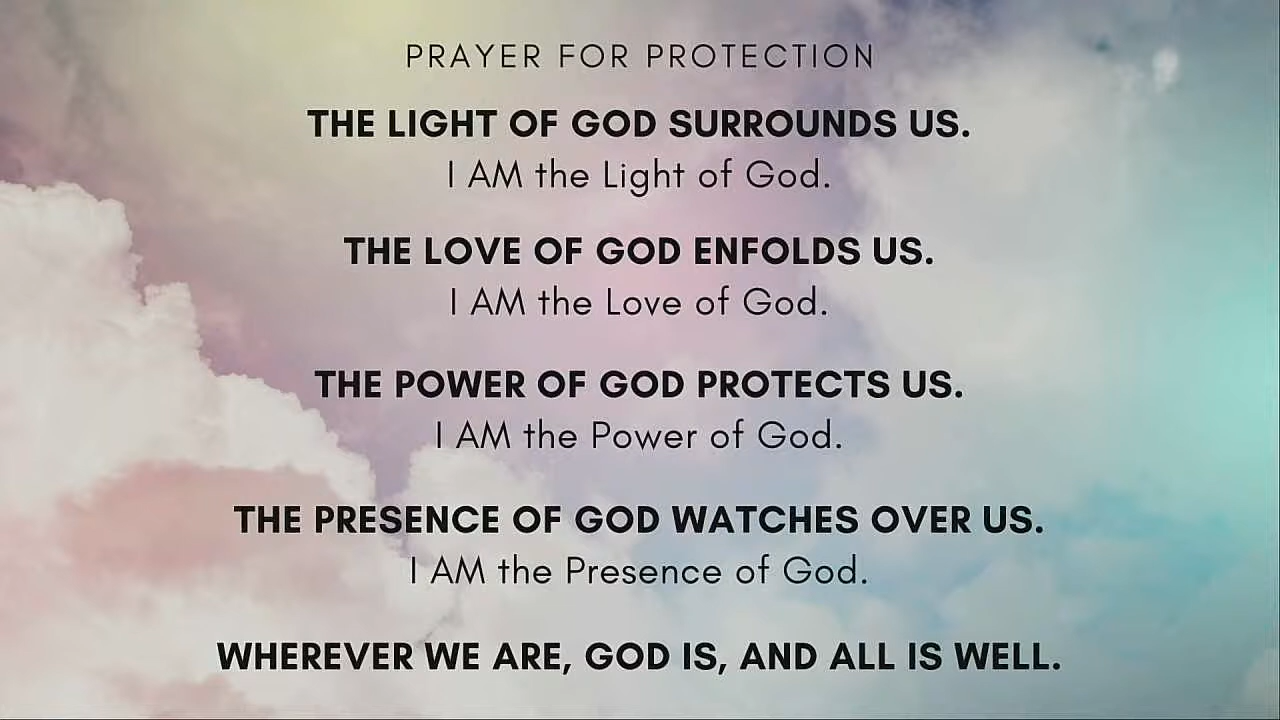 PRAYER FOR PROTECTION
THE LIGHT OF GOD SURROUNDS US.
I AM the Light of God.
THE LOVE OF GOD ENFOLDS US.
I AM the Love of God.
THE POWER OF GOD PROTECTS US.
I AM the Power of God.
THE PRESENCE OF GOD WATCHES OVER US.
I AM the Presence of God.
WHEREVER WE ARE, GOD IS, AND ALL IS WELL.